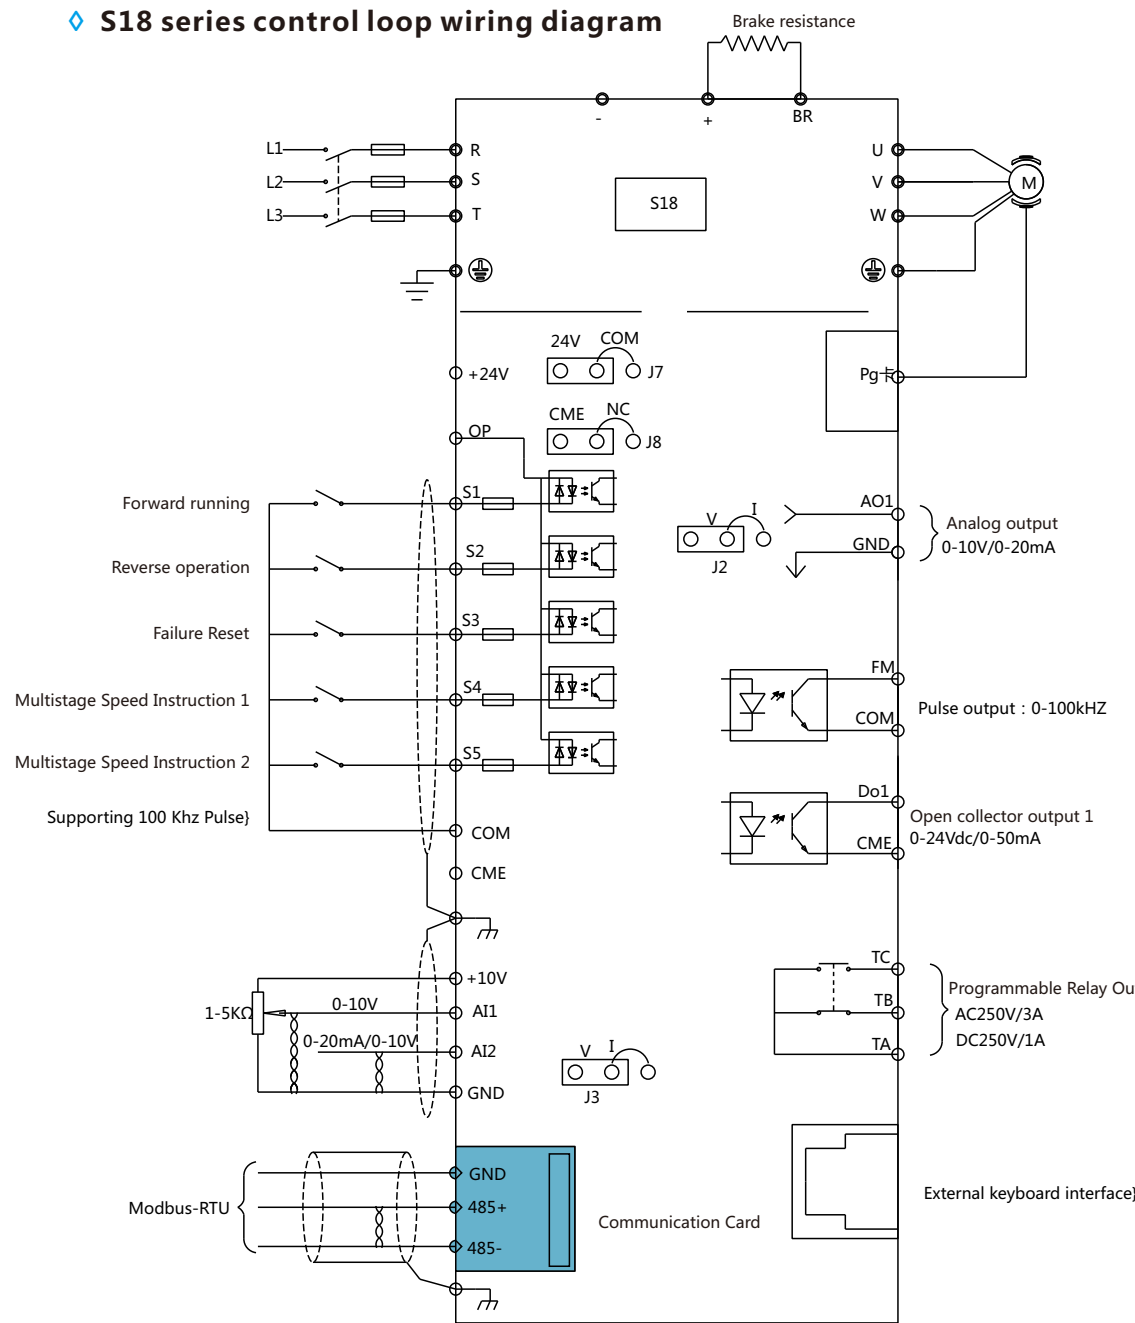 ◊ S18 series control loop wiring diagram
Brake resistance
-
+
BR
L1
R
L2
S
L3
T
S18
U
V
W
M
24V
COM
+24V
J7
Pg卡
CME
NC
OP
J8
Forward running
S1
Reverse operation
S2
Failure Reset
S3
Multistage Speed Instruction 1
S4
Multistage Speed Instruction 2
S5
Supporting 100 Khz Pulse}
COM
CME
V
I
J2
AO1
GND
Analog output
0-10V/0-20mA
FM
COM
Pulse output : 0-100kHZ
Do1
CME
Open collector output 1
0-24Vdc/0-50mA
+10V
1-5KΩ
0-10V
AI1
0-20mA/0-10V
AI2
GND
V
I
J3
TC
TB
TA
Programmable Relay Ou
AC250V/3A
DC250V/1A
Modbus-RTU
GND
485+
485-
Communication Card
External keyboard interface}